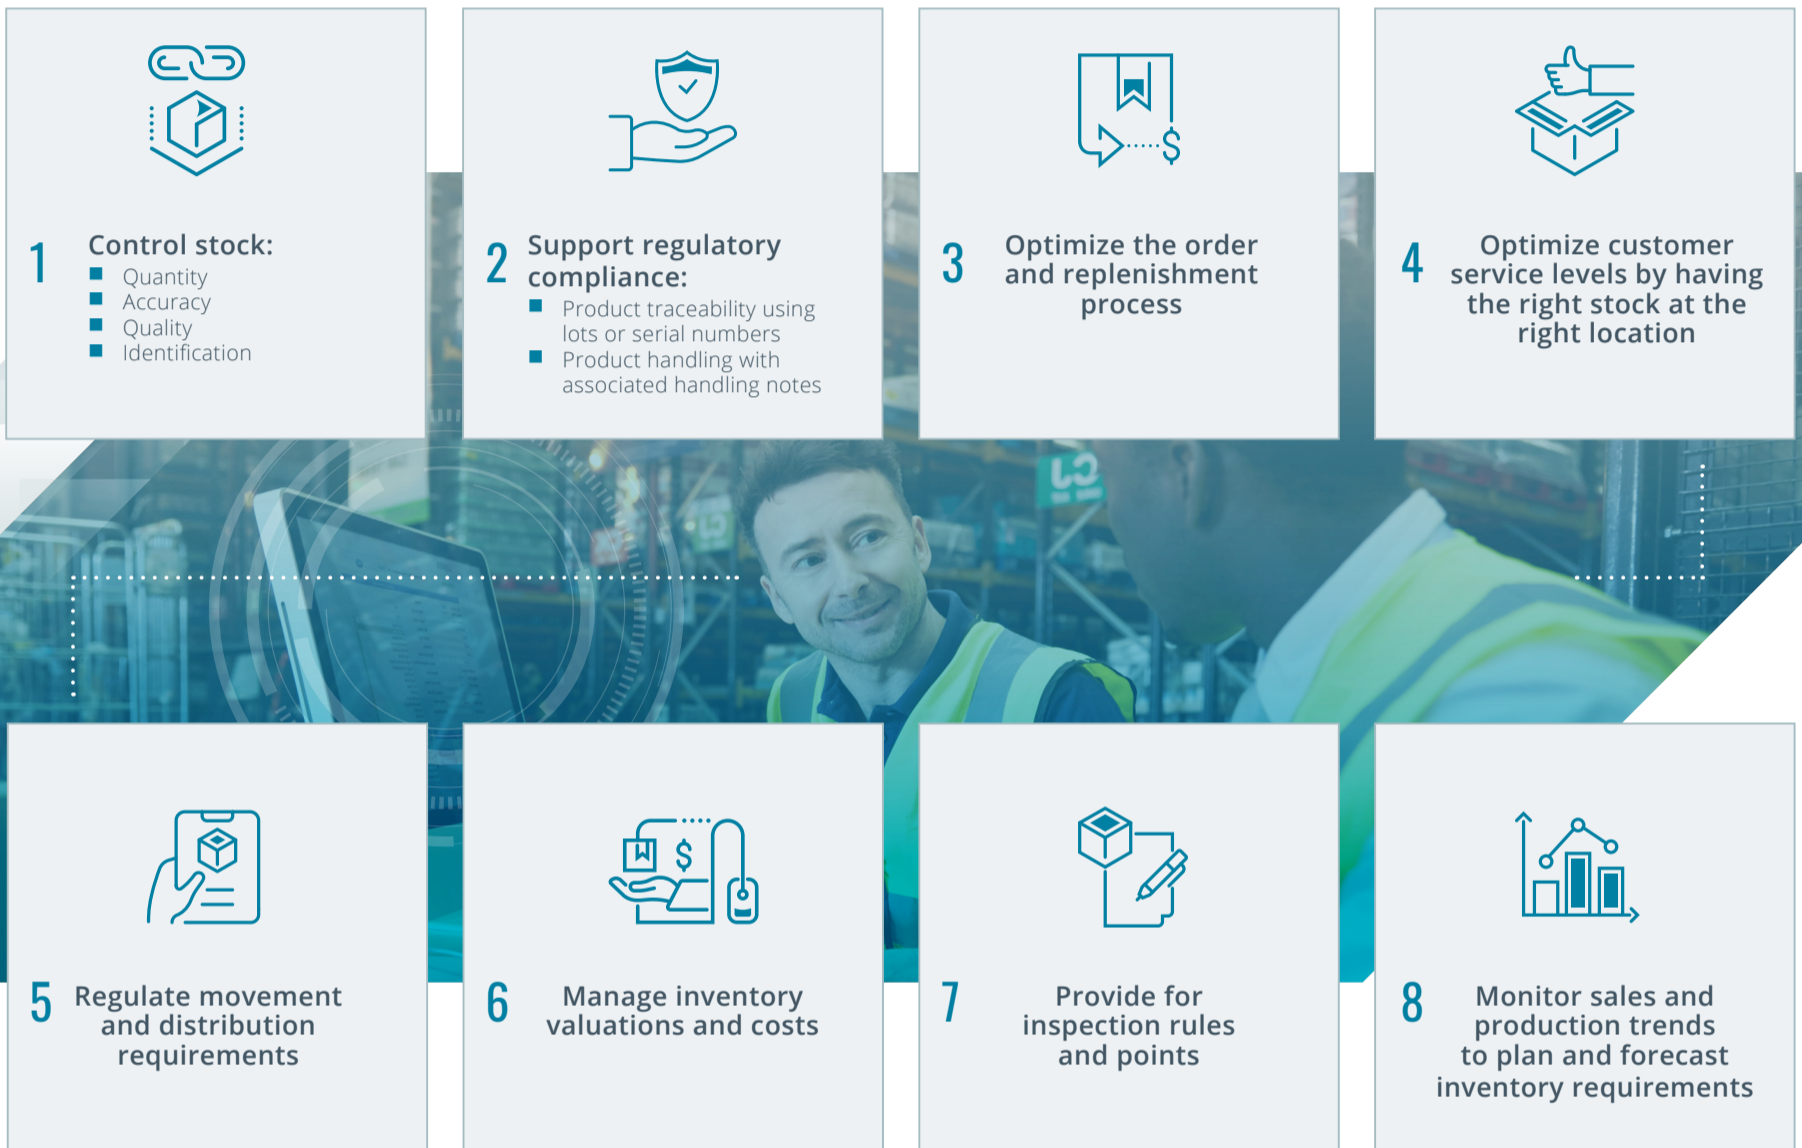 1
Control stock:
Quantity
Accuracy
Quality
Identification
2
Support regulatory
compliance:
Product traceability using
lots or serial numbers
Product handling with
associated handling notes
3
Optimize the order
and replenishment
process
4
Optimize customer
service levels by having
the right stock at the
right location
5
Regulate movement
and distribution
requirements
6
Manage inventory
valuations and costs
7
Provide for
inspection rules
and points
8
Monitor sales and
production trends
to plan and forecast
inventory requirements